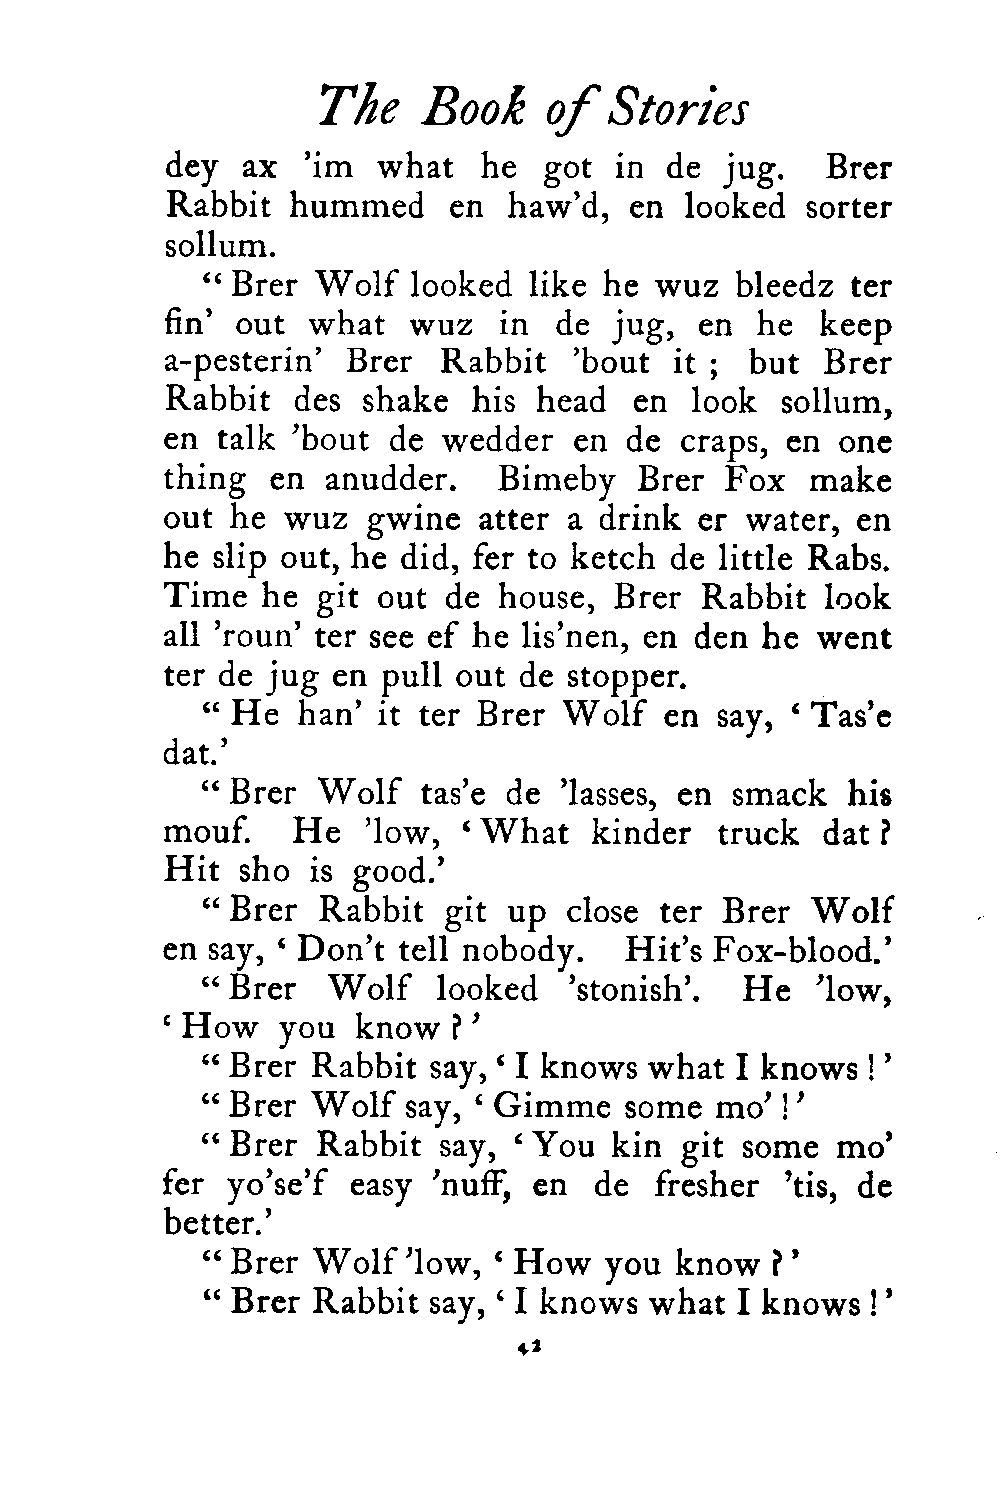 The Book of Stories
dey ax 'im what he got in de jug. Brer
Rabbit hummed en haw'd, en looked sorter
sollum.
" Brer Wolf looked like he wuz bleedz ter
fin' out what wuz in de jug, en he keep
a-pesterin' Brer Rabbit 'bout it ; but Brer
Rabbit des shake his head en look sollum,
en talk 'bout de wedder en de craps, en one
thing en anudder. Bimeby Brer Fox make
out he wuz gwine atter a drink er water, en
he slip out, he did, fer to ketch de little Rabs.
Time he git out de house, Brer Rabbit look
all 'roun' ter see ef he lis'nen, en den he went
ter de jug en pull out de stopper.
" He han' it ter Brer Wolf en say, ' Tas'e
dat.'
" Brer Wolf tas'e de 'lasses, en smack his
mouf. He 'low, ' What kinder truck dat ?
Hit sho is good.'
" Brer Rabbit git up close ter Brer Wolf
en say, ' Don't tell nobody. Hit's Fox-blood.'
" Brer Wolf looked 'stonish'. He 'low,
' How you know ? '
" Brer Rabbit say, ' I knows what I knows ! '
" Brer Wolf say, ' Gimme some mo' ! '
" Brer Rabbit say, ' You kin git some mo'
fer yo'se'f easy 'nuff, en de fresher 'tis, de
better.'
" Brer Wolf 'low, ' How you know ? '
" Brer Rabbit say, ' I knows what I knows ! '
42